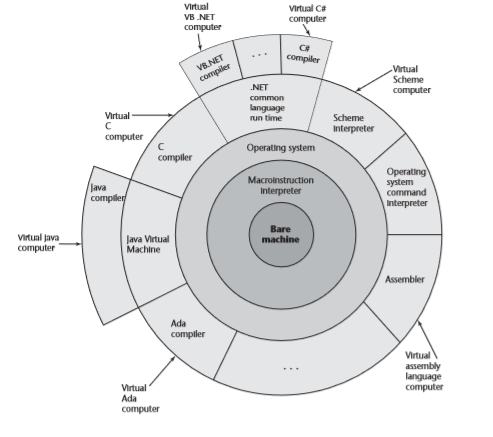 Virtual
VB .NET
computer
Virtual C#
computer
VB.NET
compiler
. . .
C#
compiler
Virtual
Scheme
computer
.NET
common
language
run time
Virtual
C
computer
Scheme
interpreter
C
compiler
Operating system
Operating
system
command
interpreter
Macroinstruction
interpreter
Java
compiler
Bare
machine
Virtual Java
computer
Java Virtual
Machine
Assembler
Ada
compiler
. . .
Virtual
assembly
language
computer
Virtual
Ada
computer